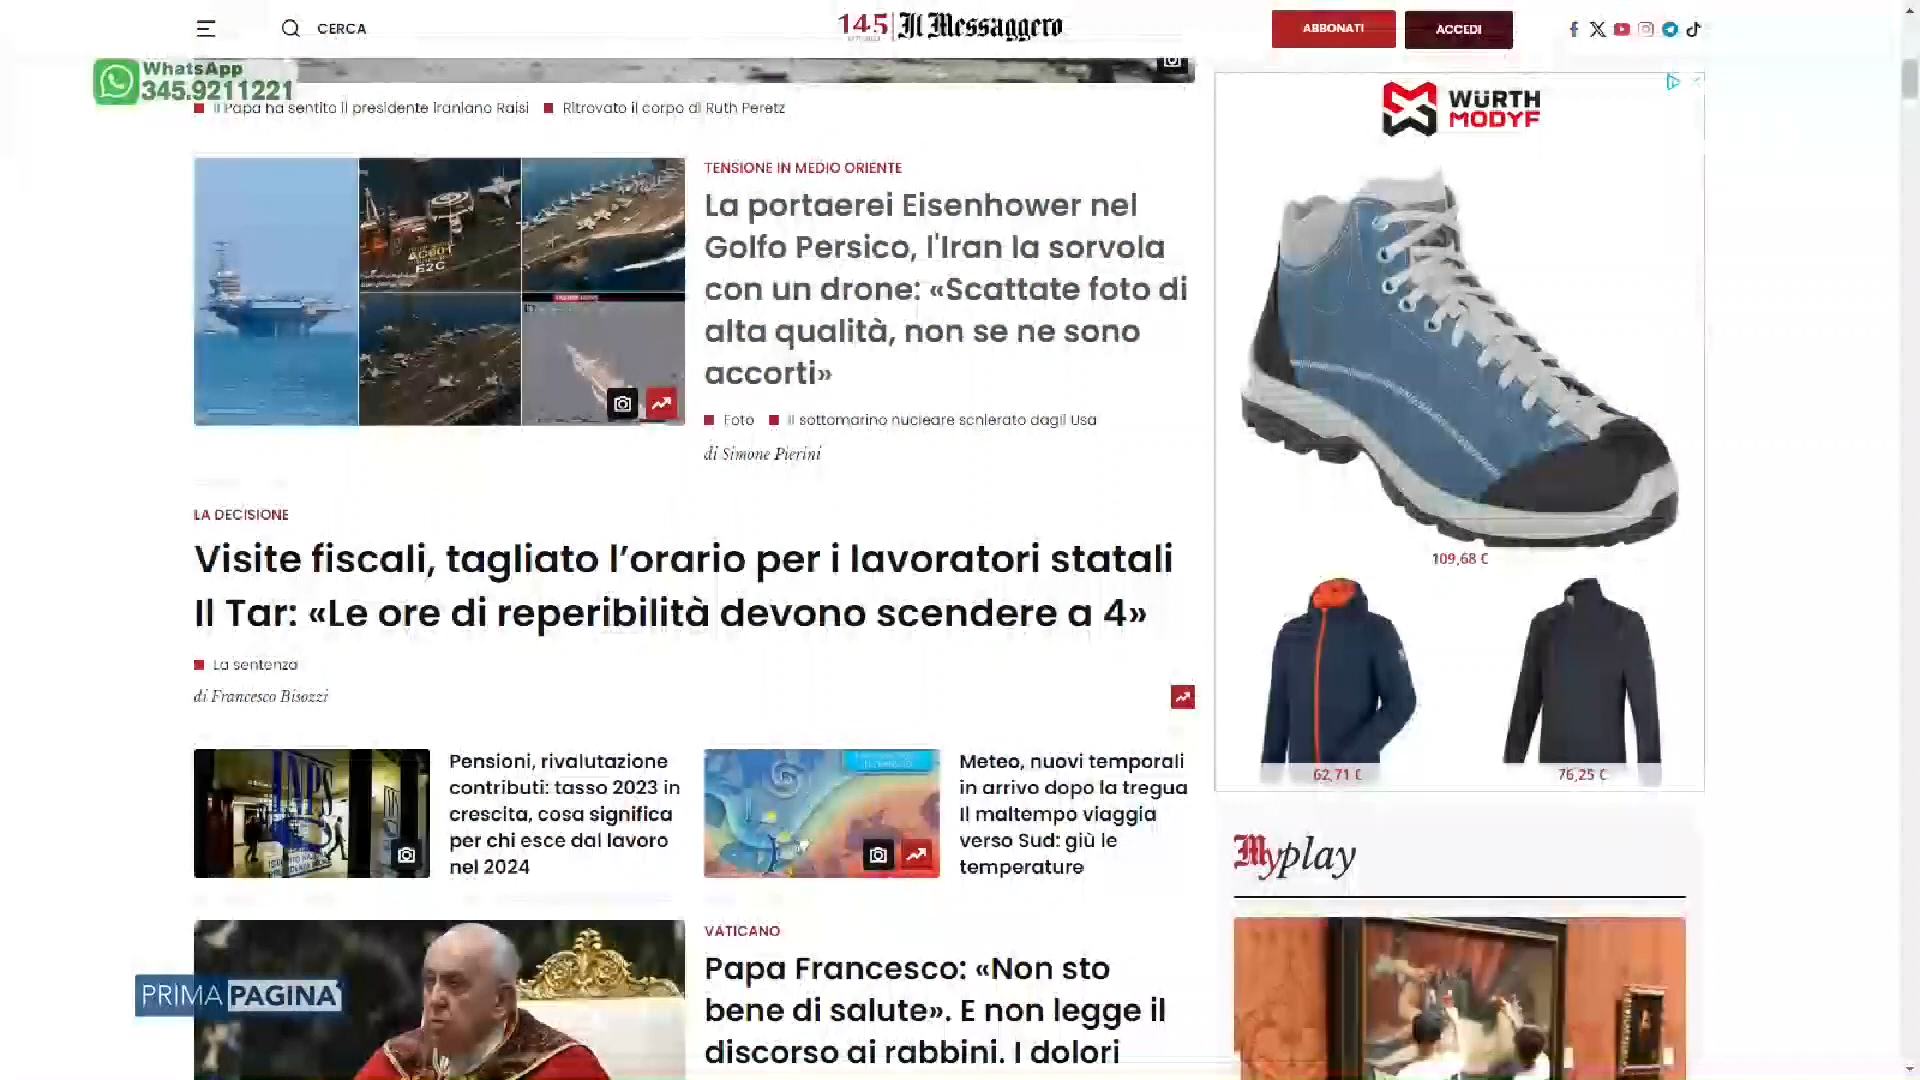 CERCA
145 Il Messaggero
ABBONATI
ACCEDI
WhatsApp
345.9211221
Il Papa ha sentito il presidente iraniano Raisi
Ritrovato il corpo di Ruth Peretz
TENSIONE IN MEDIO ORIENTE
La portaerei Eisenhower nel
Golfo Persico, l'Iran la sorvola
con un drone: «Scattate foto di
alta qualità, non se ne sono
accorti»
Foto
Il sottomarino nucleare schierato dagli Usa
di Simone Pierini
LA DECISIONE
Visite fiscali, tagliato l’orario per i lavoratori statali
Il Tar: «Le ore di reperibilità devono scendere a 4»
La sentenza
di Francesco Bisozzi
INPS
Pensioni, rivalutazione
contributi: tasso 2023 in
crescita, cosa significa
per chi esce dal lavoro
nel 2024
Meteo, nuovi temporali
in arrivo dopo la tregua
Il maltempo viaggia
verso Sud: giù le
temperature
VATICANO
Papa Francesco: «Non sto
bene di salute». E non legge il
discorso ai rabbini. I dolori
PRIMA PAGINA
WÜRTH
MODYF
109,68 €
62,71 €
76,25 €
Myplay